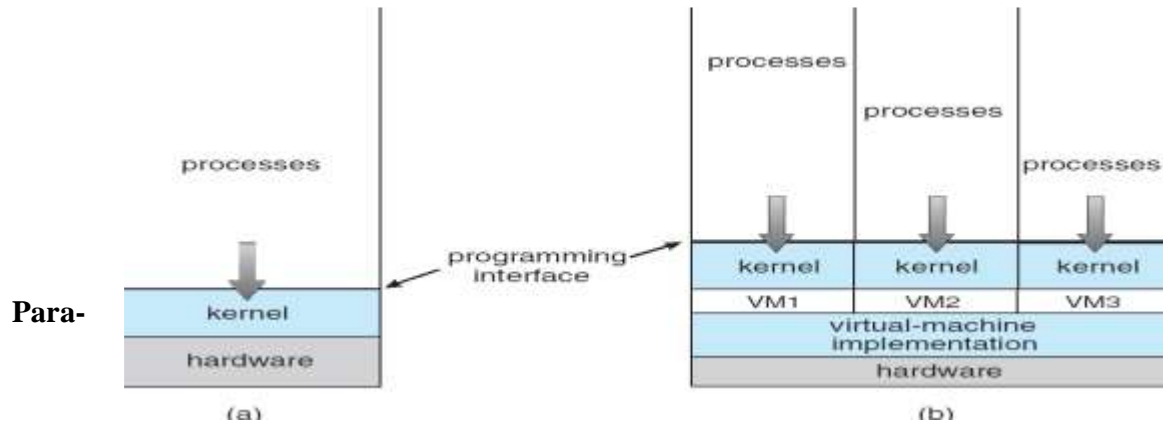 processes
processes
processes
processes
programming
interface
Para-
kernel
hardware
kernel
kernel
kernel
VM1
VM2
VM3
virtual-machine
implementation
hardware
(a)
(b)